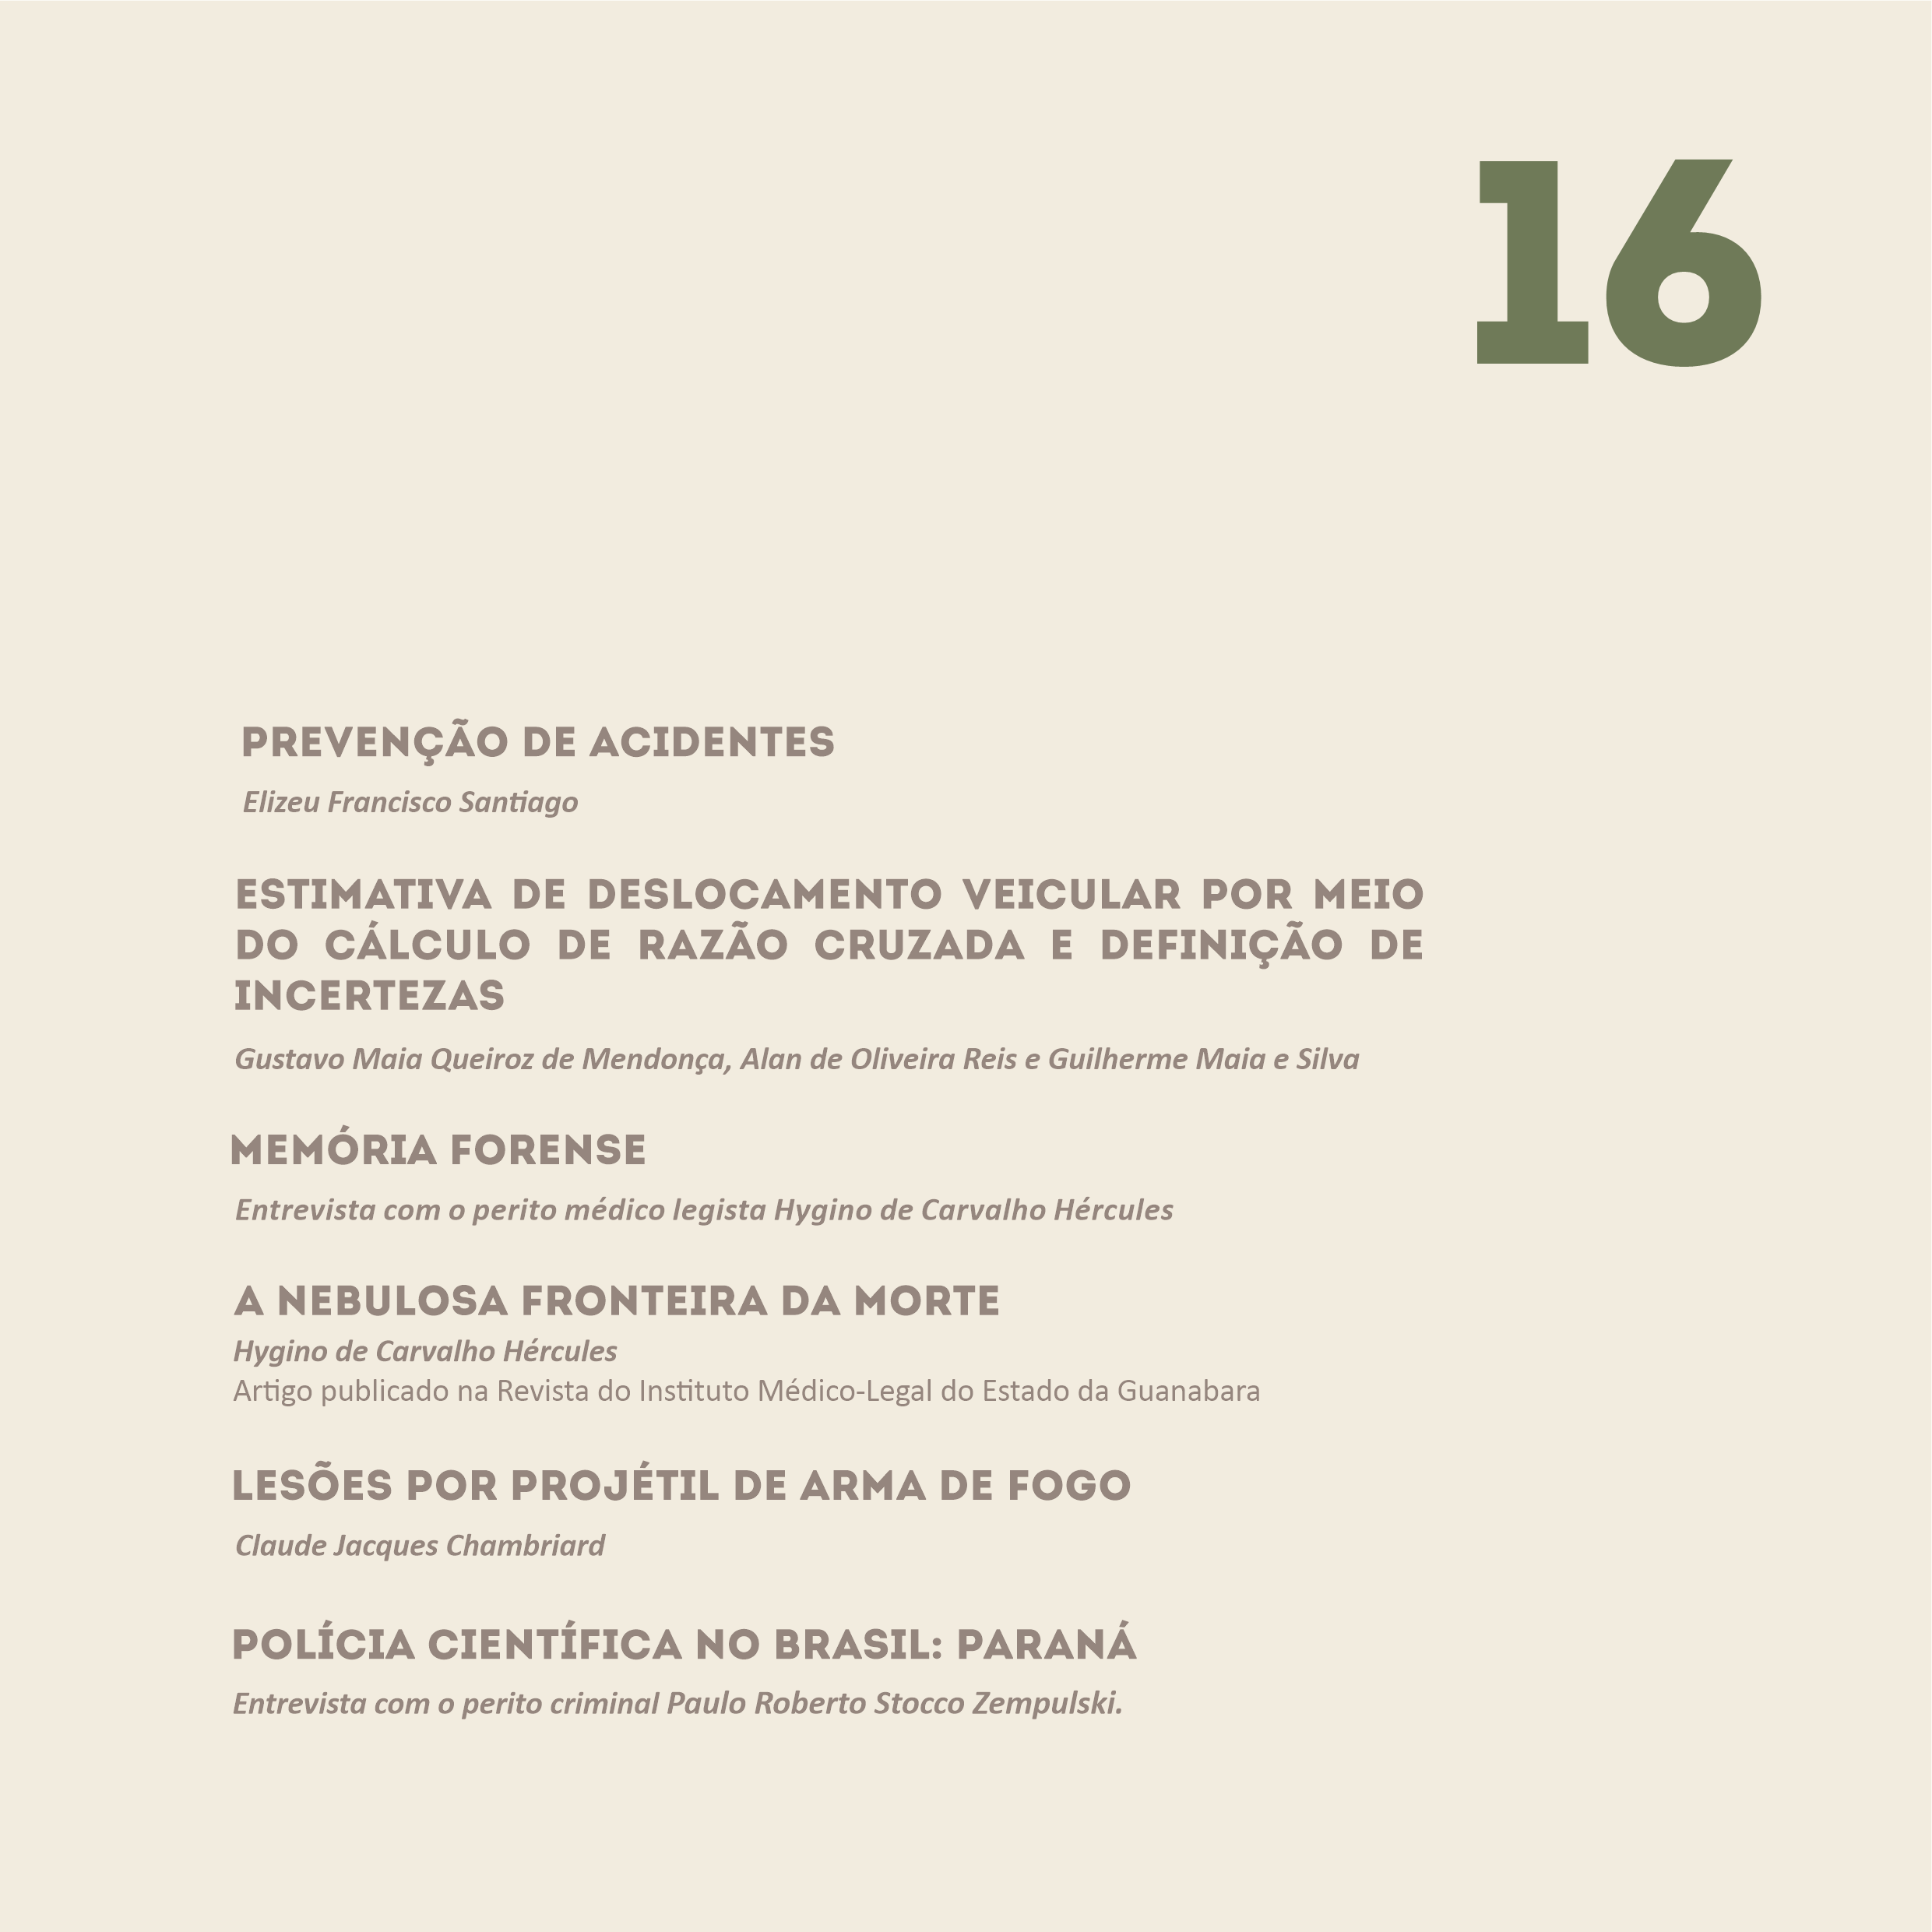 16
PREVENÇÃO DE ACIDENTES
Elizeu Francisco Santiago
ESTIMATIVA DE DESLOCAMENTO VEICULAR POR MEIO
DO CÁLCULO DE RAZÃO CRUZADA E DEFINIÇÃO DE
INCERTEZAS
Gustavo Maia Queiroz de Mendonça, Alan de Oliveira Reis e Guilherme Maia e Silva
MEMÓRIA FORENSE
Entrevista com o perito médico legista Hygino de Carvalho Hércules
A NEBULOSA FRONTEIRA DA MORTE
Hygino de Carvalho Hércules
Artigo publicado na Revista do Instituto Médico-Legal do Estado da Guanabara
LESÕES POR PROJÉTIL DE ARMA DE FOGO
Claude Jacques Chambriard
POLÍCIA CIENTÍFICA NO BRASIL: PARANÁ
Entrevista com o perito criminal Paulo Roberto Stocco Zempulski.